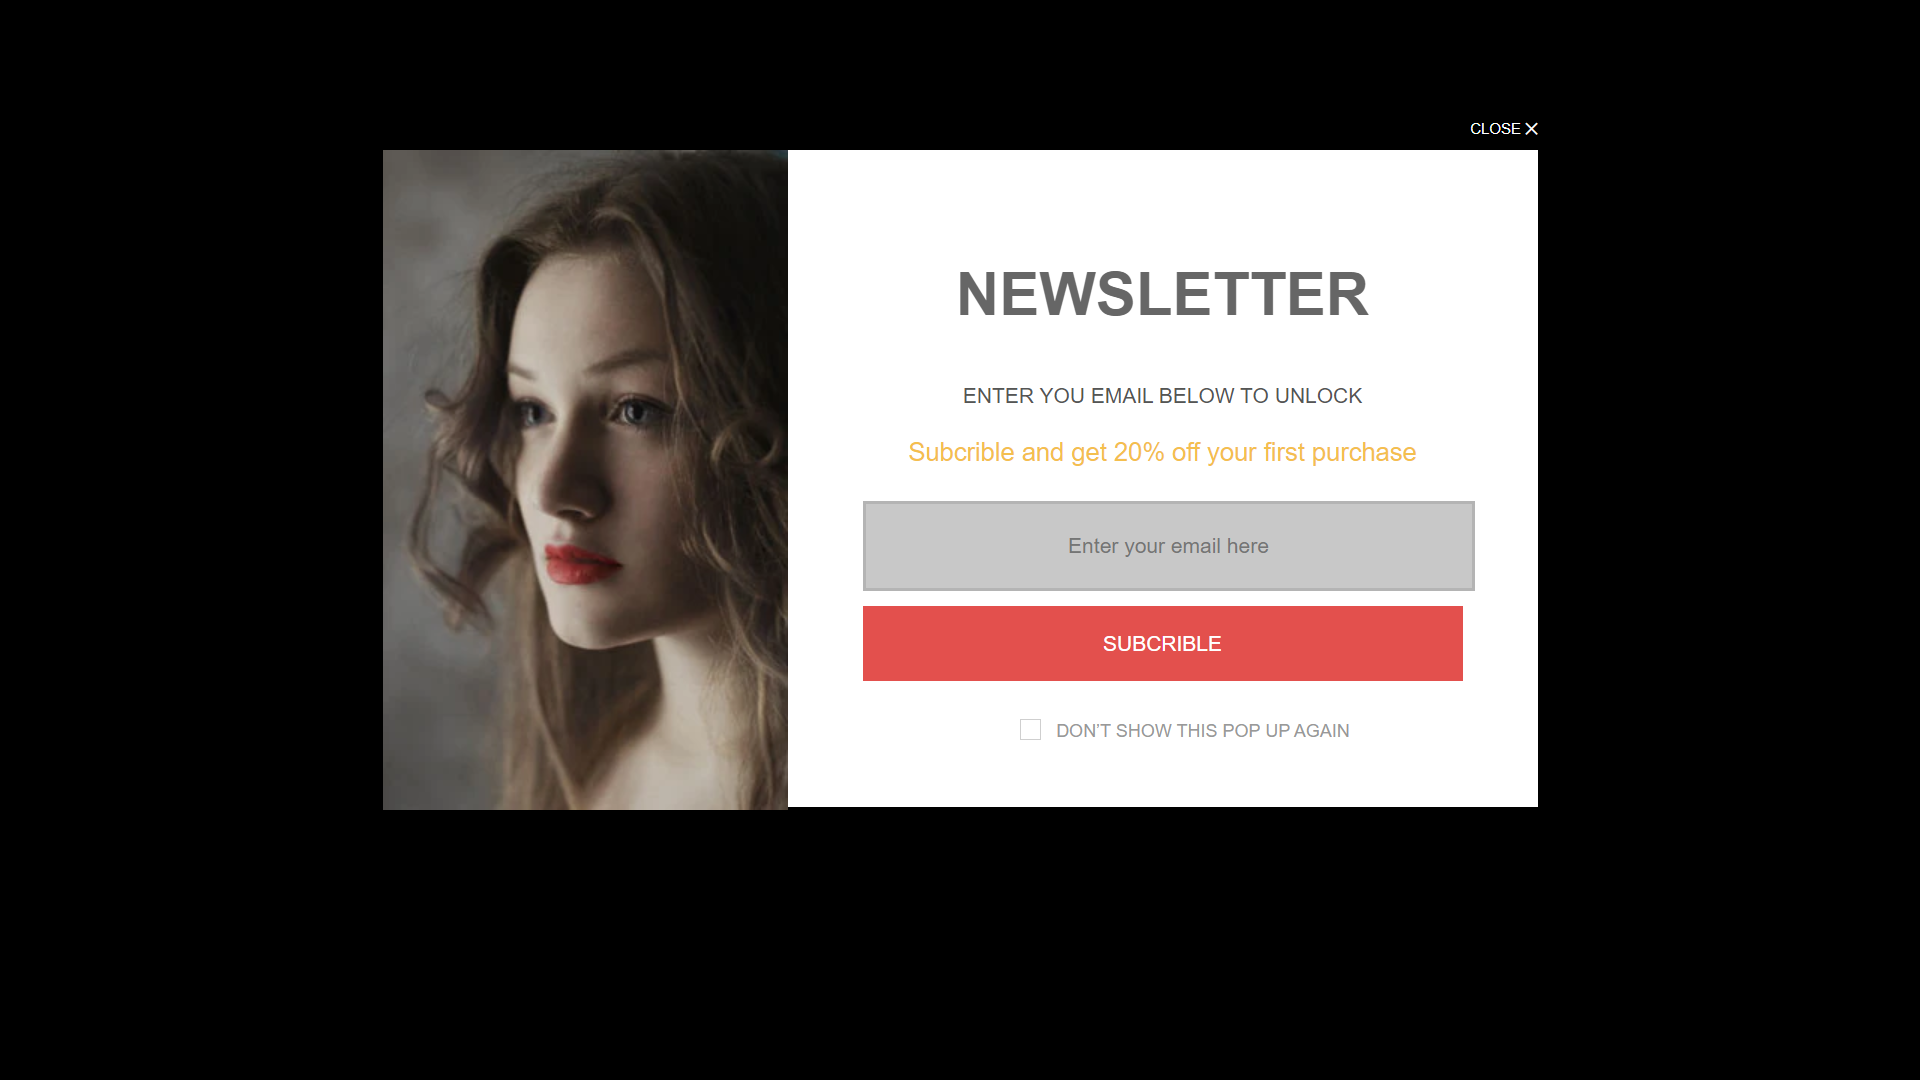 CLOSE
NEWSLETTER
ENTER YOU EMAIL BELOW TO UNLOCK
Subcrible and get 20% off your first purchase
Enter your email here
SUBCRIBLE
DON'T SHOW THIS POP UP AGAIN